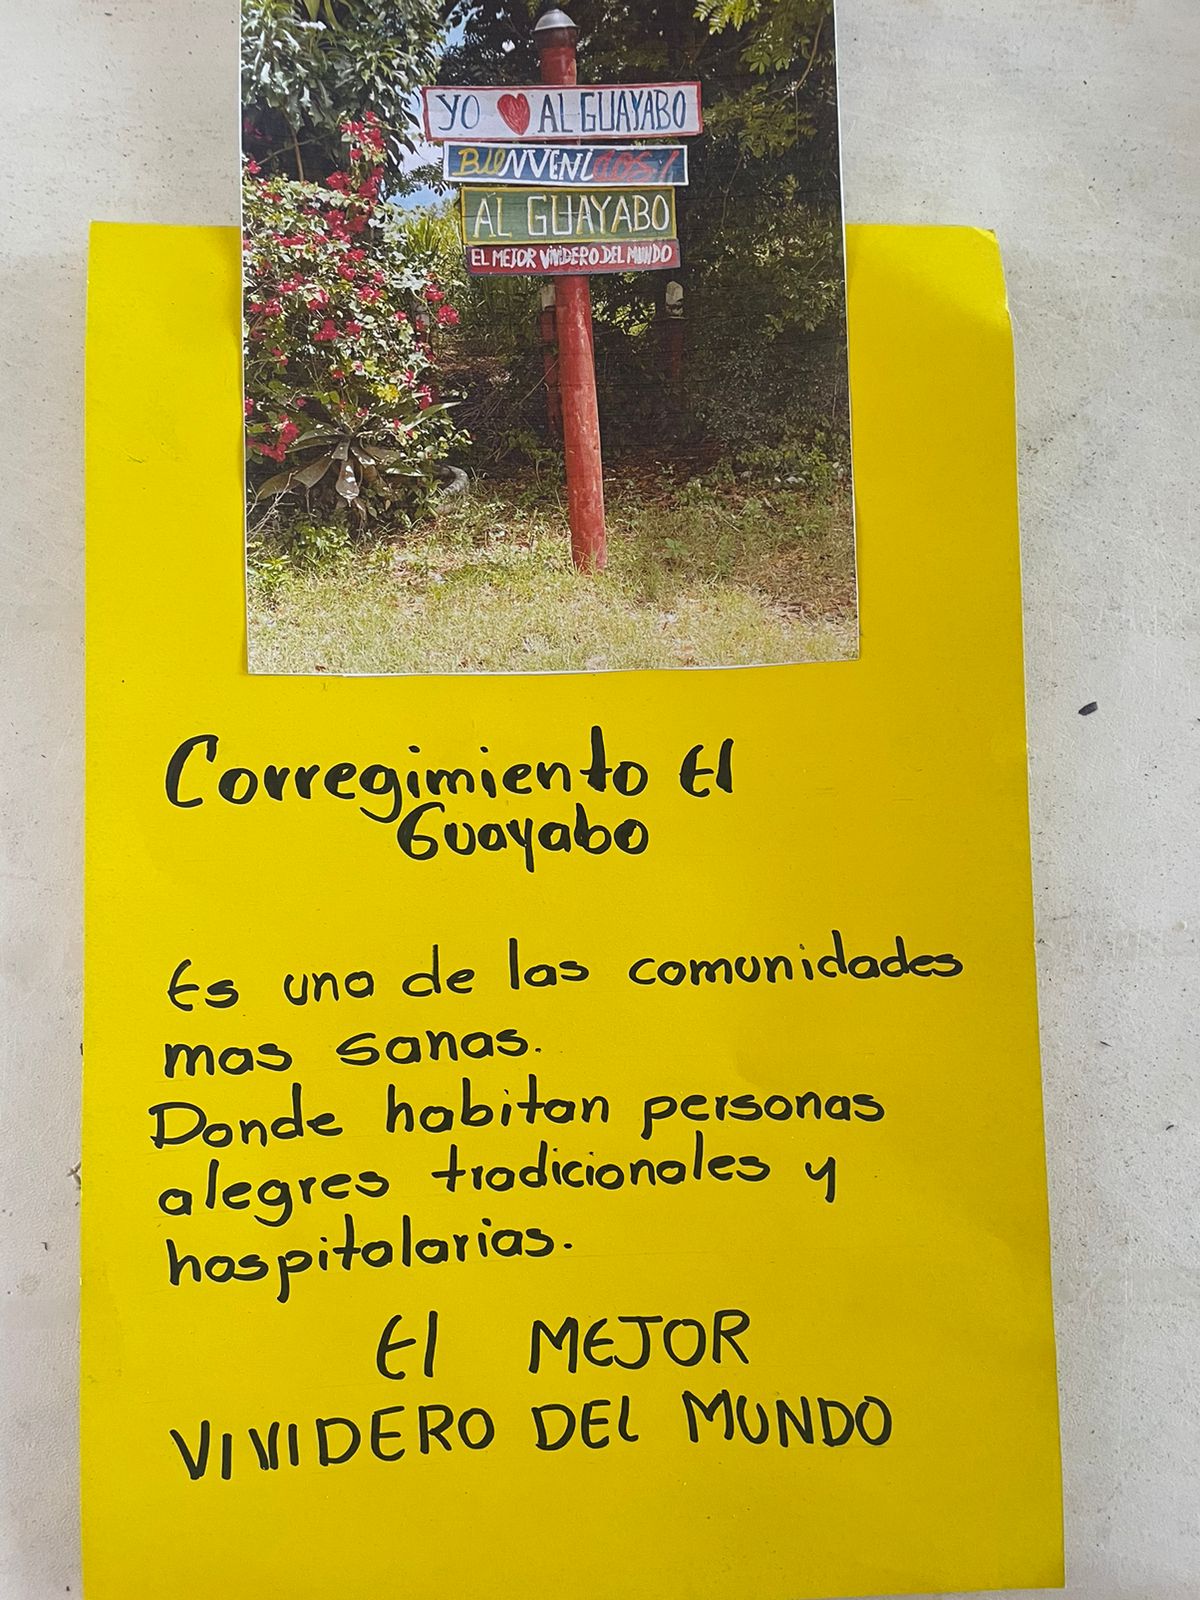 YO ❤ AL GUAYABO
BIENVENIDOS!
AL GUAYABO
EL MEJOR VIVIDERO DEL MUNDO
Corregimiento El
Guayabo
Es una de las comunidades
mas sanas.
Donde habitan personas
alegres tradicionales y
hospitalarias.
El MEJOR
VIVIDERO DEL MUNDO